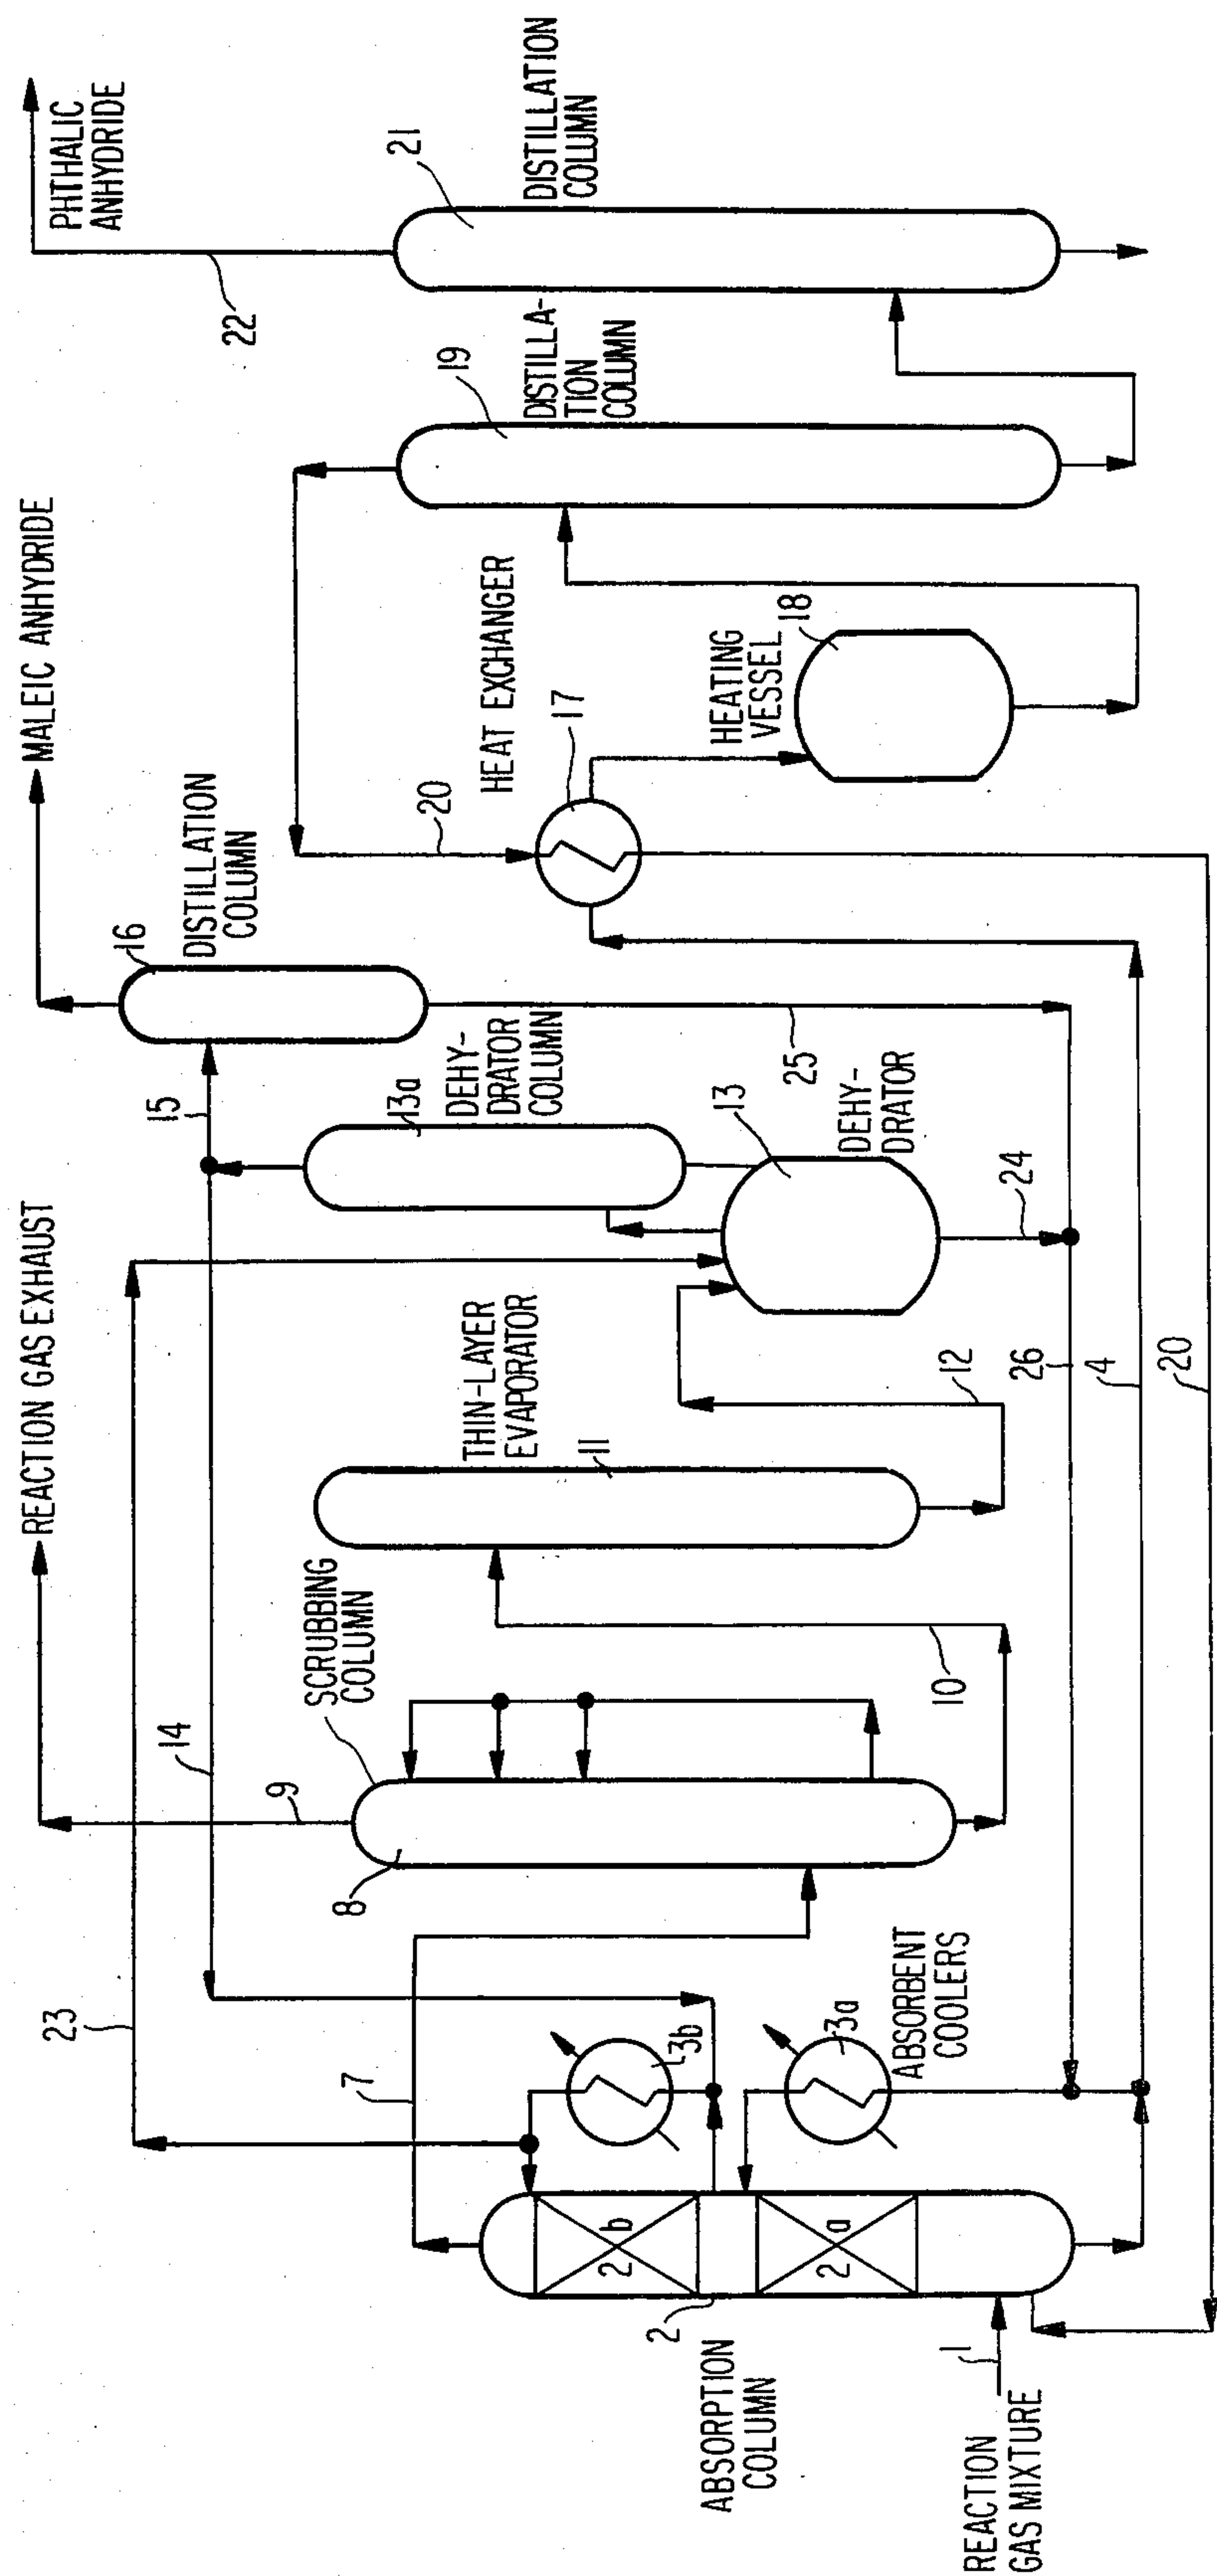 REACTION GAS EXHAUST
MALEIC ANHYDRIDE
PHTHALIC
ANHYDRIDE
23
14
9
15
16
DISTILLATION
COLUMN
22
7
8
SCRUBBING
COLUMN
THIN-LAYER
EVAPORATOR
11
13a
DEHY-
DRATOR
COLUMN
20
HEAT EXCHANGER
17
19
DISTILLA-
TION
COLUMN
21
DISTILLATION
COLUMN
3b
2
b
2
a
2
3a
ABSORBENT
COOLERS
10
12
13
DEHY-
DRATOR
24
25
HEATING
VESSEL
18
ABSORPTION
COLUMN
1
REACTION
GAS MIXTURE
26
4
20